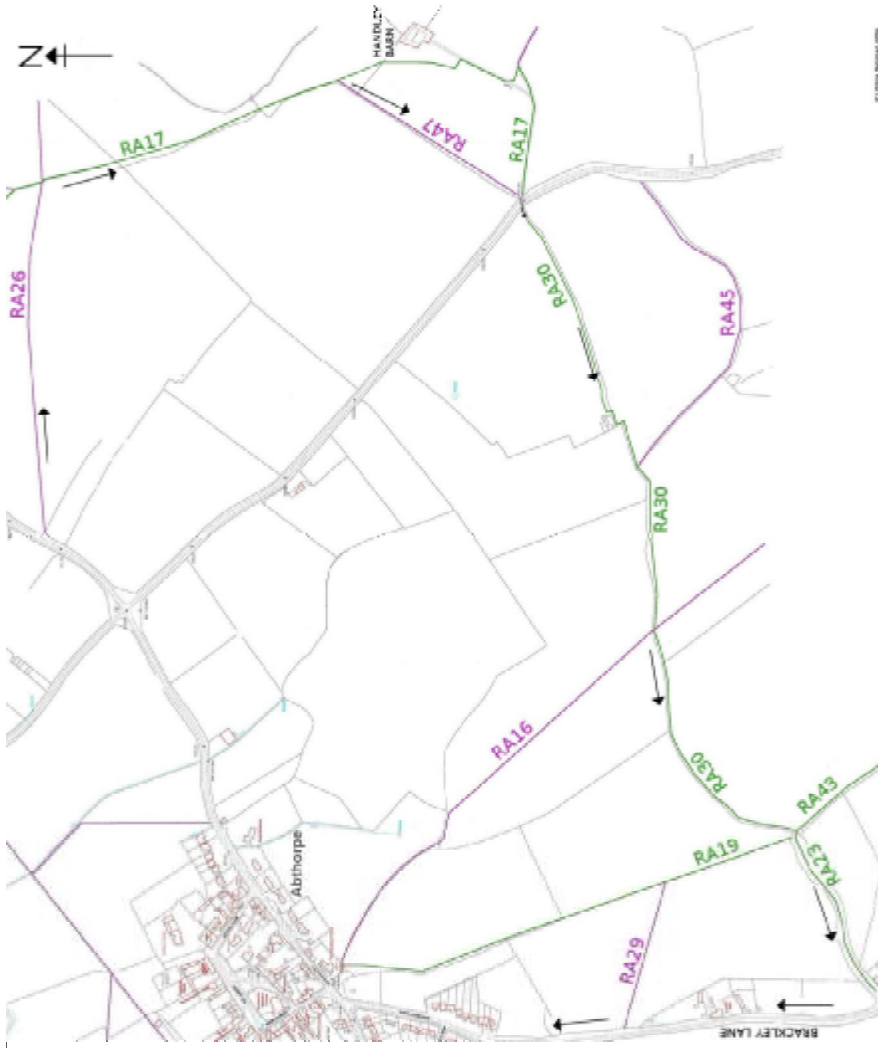 N
HANDLEY
BARN
RA17
RA47
RA17
RA26
RA30
RA45
RA30
RA16
RA30
RA43
Abthorpe
RA19
RA23
RA29
BRACKLEY LANE